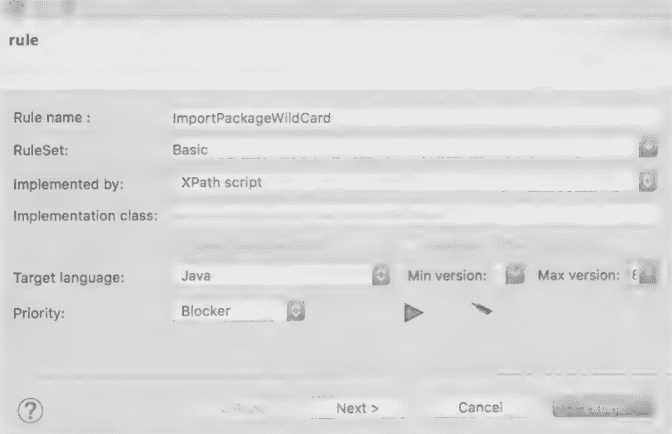 rule
Rule name : ImportPackageWildCard
RuleSet: Basic
Implemented by: XPath script
Implementation class:
Target language: Java Min version: Max version: 8
Priority: Blocker
? Next > Cancel